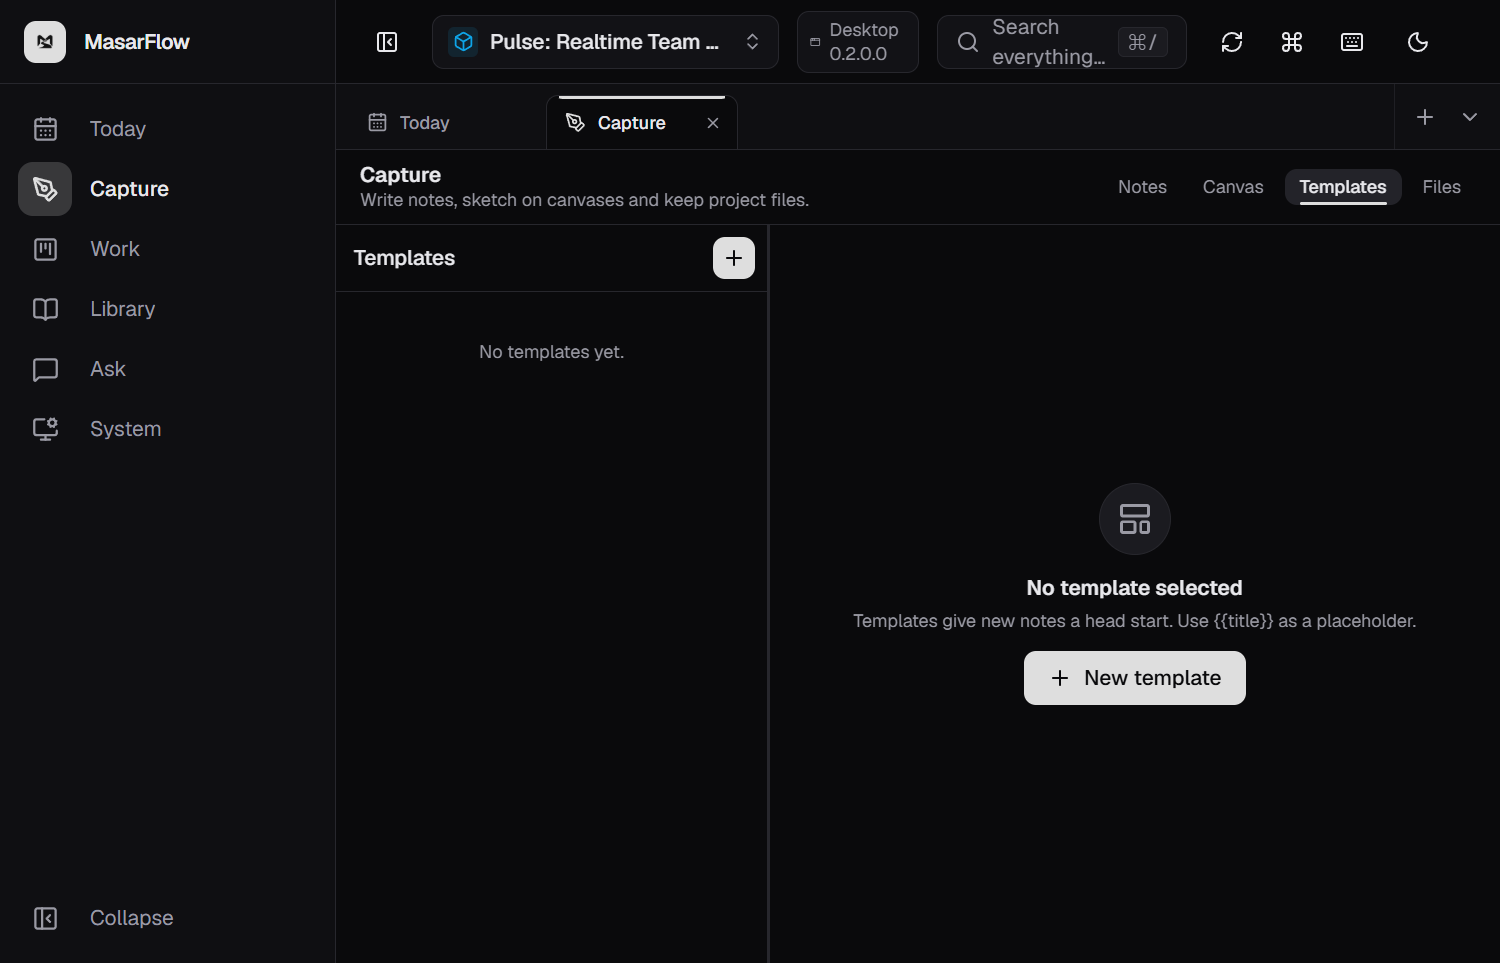 MasarFlow
Pulse: Realtime Team ...
Desktop
0.2.0.0
Search
everything...
⌘/
Today
Capture
Work
Library
Ask
System
Collapse
Today
Capture
Capture
Write notes, sketch on canvases and keep project files.
Notes
Canvas
Templates
Files
Templates
No templates yet.
No template selected
Templates give new notes a head start. Use {{title}} as a placeholder.
New template